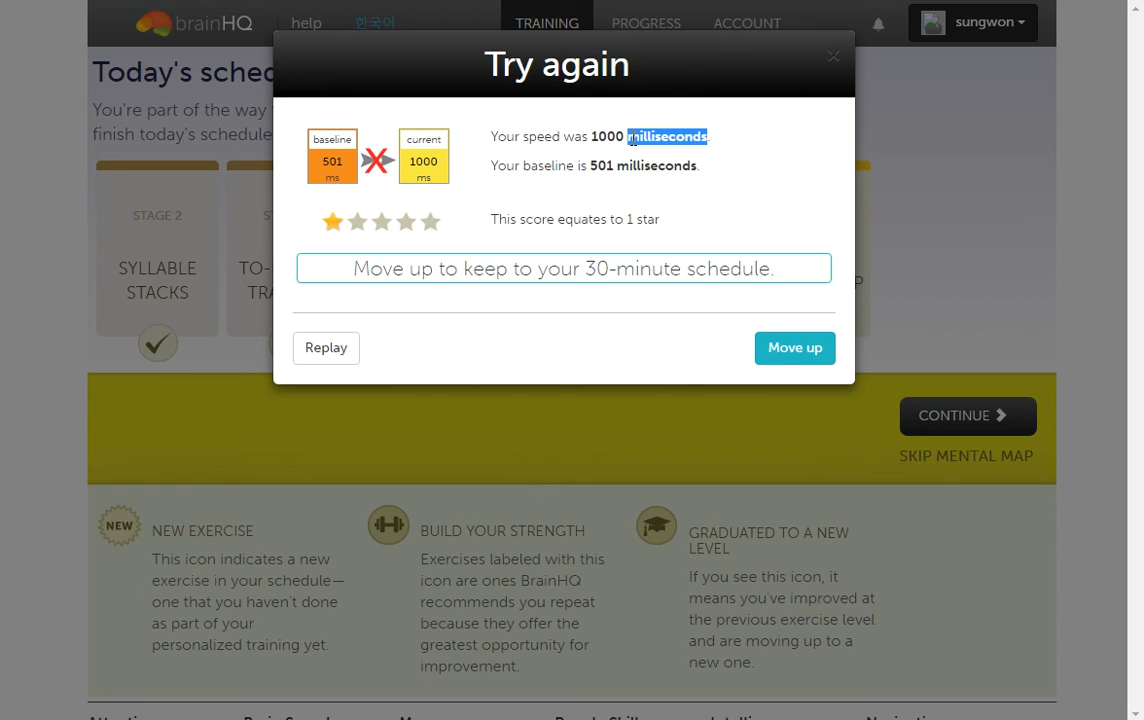 brainHQ help 한국어 TRAINING PROGRESS ACCOUNT sungwon
Today's sched
You're part of the way
finish today's schedule
Try again
×
baseline
501
ms
current
1000
ms
Your speed was 1000 milliseconds.
Your baseline is 501 milliseconds.
This score equates to 1 star
Move up to keep to your 30-minute schedule.
Replay
Move up
STAGE 2
SYLLABLE
STACKS
CONTINUE
SKIP MENTAL MAP
NEW
NEW EXERCISE
This icon indicates a new
exercise in your schedule—
one that you haven't done
as part of your
personalized training yet.
BUILD YOUR STRENGTH
Exercises labeled with this
icon are ones BrainHQ
recommends you repeat
because they offer the
greatest opportunity for
improvement.
GRADUATED TO A NEW
LEVEL
If you see this icon, it
means you've improved at
the previous exercise level
and are moving up to a
new one.